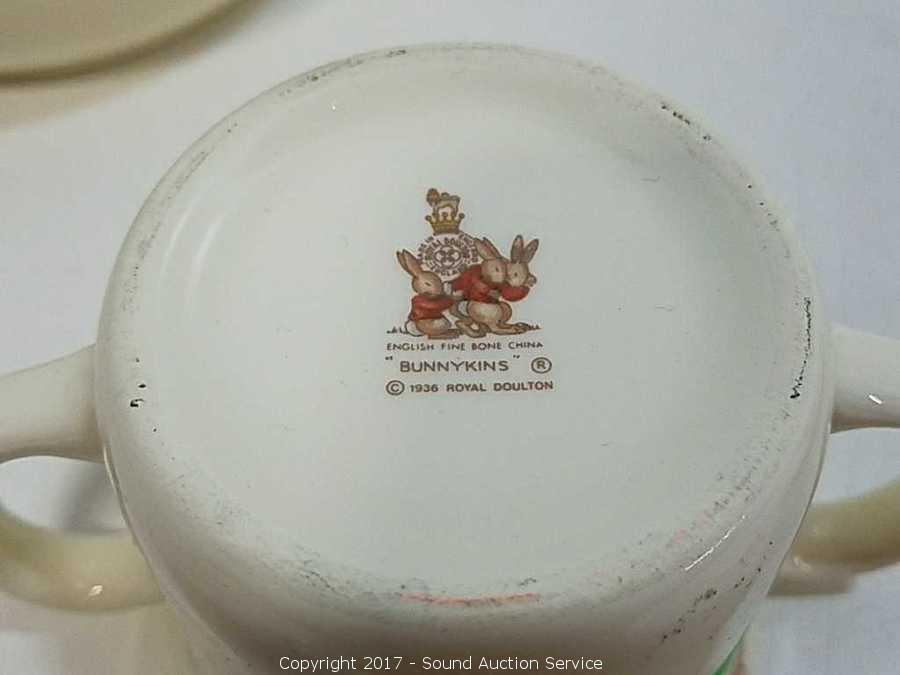 ENGLISH FINE BONE CHINA
"BUNNYKINS" ®
© 1936 ROYAL DOULTON
Copyright 2017 - Sound Auction Service